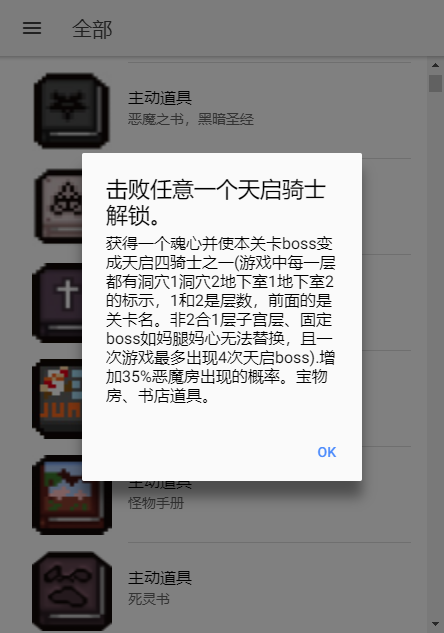 全部
主动道具
恶魔之书，黑暗圣经
击败任意一个天启骑士
解锁。
获得一个魂心并使本关卡boss变
成天启四骑士之一(游戏中每一层
都有洞穴1洞穴2地下室1地下室2
的标示，1和2是层数，前面的是
关卡名。非2合1层子宫层、固定
boss如妈腿妈心无法替换，且一
次游戏最多出现4次天启boss).增
加35%恶魔房出现的概率。宝物
房、书店道具。
OK
主动道具
怪物手册
主动道具
死灵书